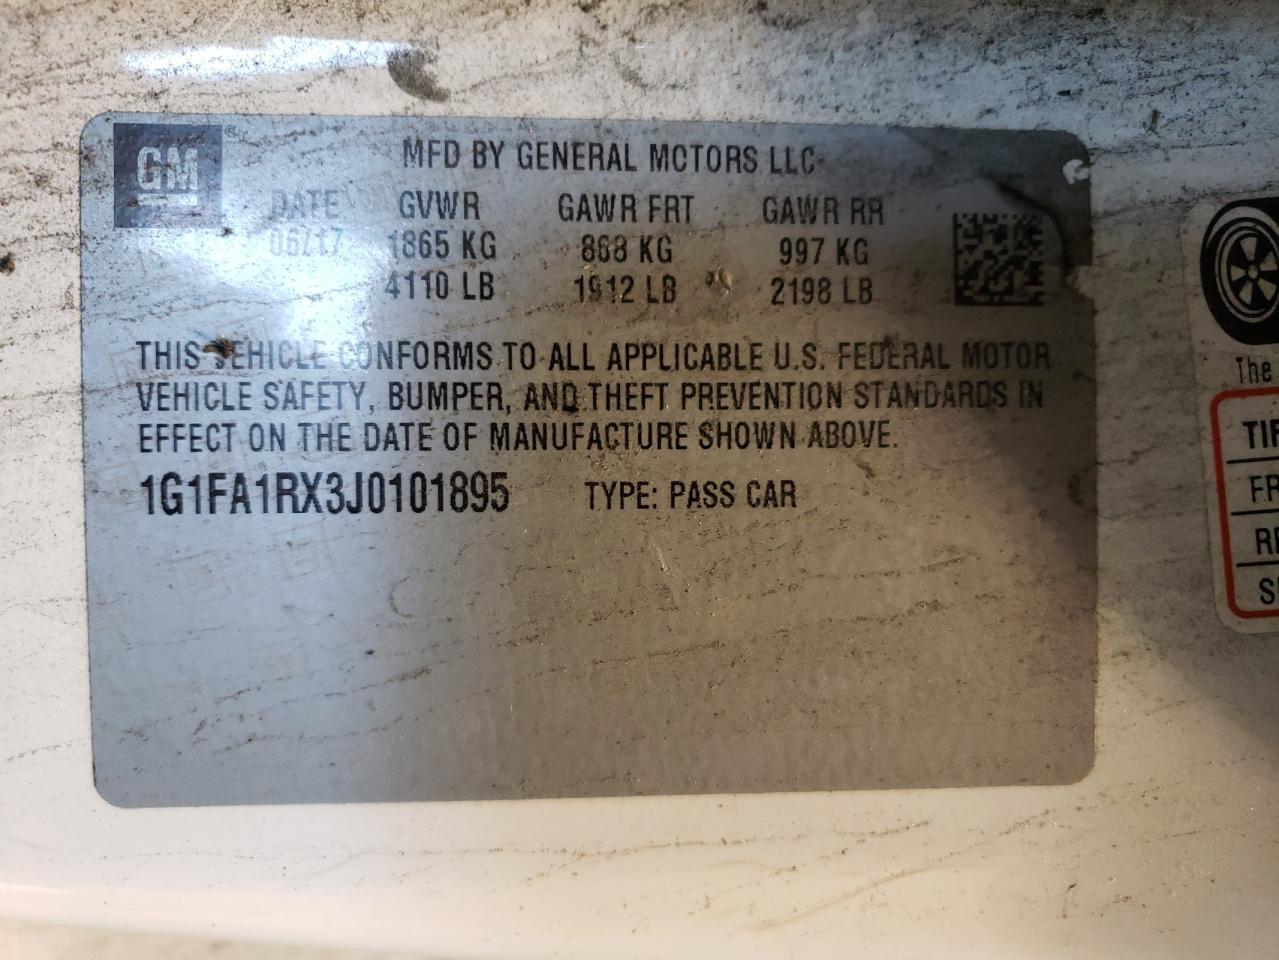 GM
MFD BY GENERAL MOTORS LLC
DATE GVWR GAWR FRT GAWR RR
06/17 1865 KG 868 KG 997 KG
4110 LB 1912 LB 2198 LB
THIS VEHICLE CONFORMS TO ALL APPLICABLE U.S. FEDERAL MOTOR
VEHICLE SAFETY, BUMPER, AND THEFT PREVENTION STANDARDS IN
EFFECT ON THE DATE OF MANUFACTURE SHOWN ABOVE.
1G1FA1RX3J0101895 TYPE: PASS CAR
The